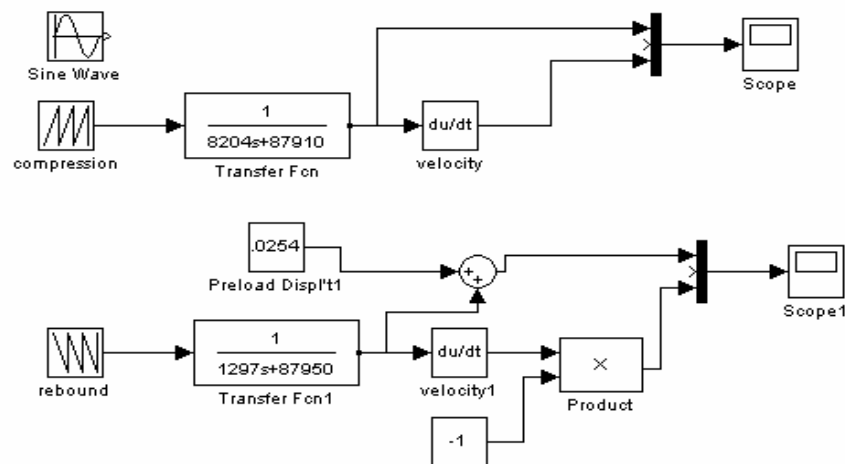 Sine Wave
compression
1
8204s+87910
Transfer Fcn
du/dt
velocity
Scope
.0254
Preload Displ't1
rebound
1
1297s+87950
Transfer Fcn1
du/dt
velocity1
×
Product
-1
Scope1